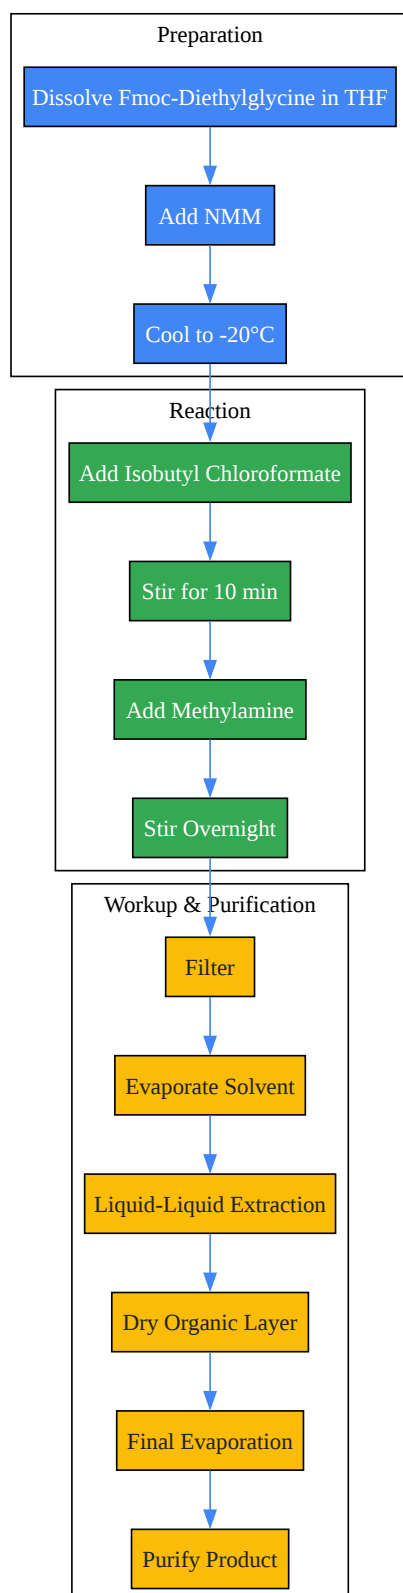 Preparation
Dissolve Fmoc-Diethylglycine in THF
Add NMM
Cool to -20°C
Reaction
Add Isobutyl Chloroformate
Stir for 10 min
Add Methylamine
Stir Overnight
Workup & Purification
Filter
Evaporate Solvent
Liquid-Liquid Extraction
Dry Organic Layer
Final Evaporation
Purify Product